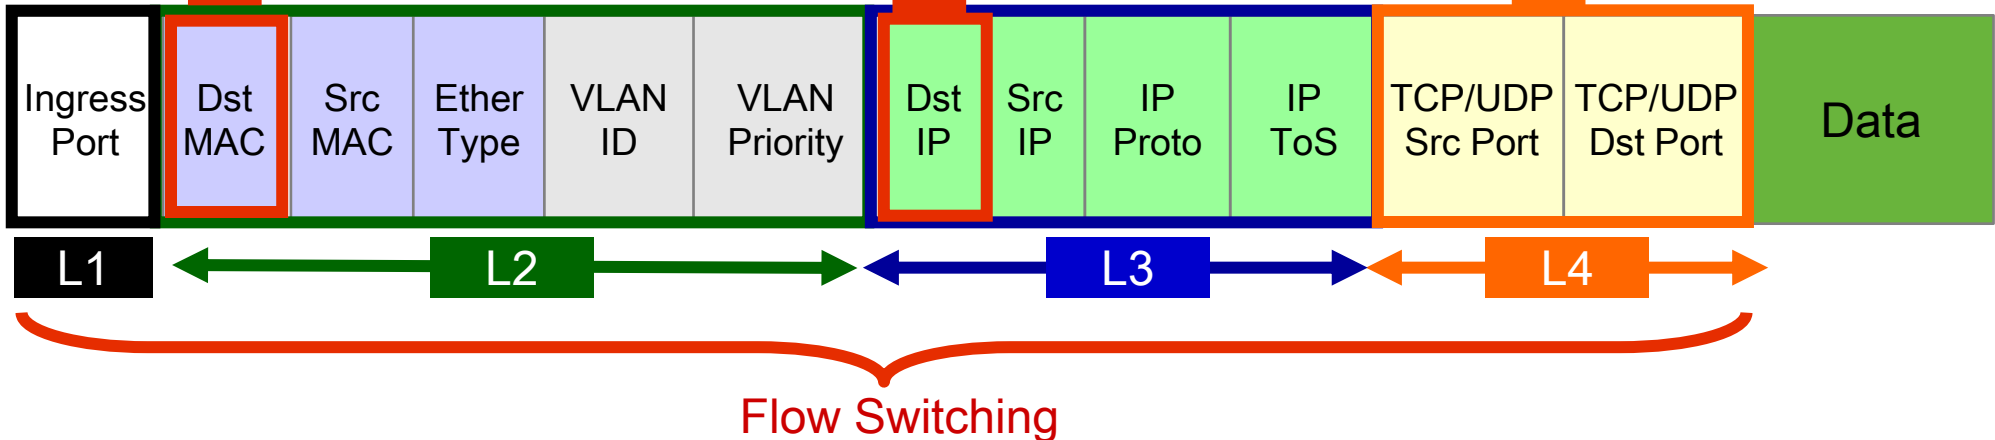 Ingress
Port
Dst
MAC
Src
MAC
Ether
Type
VLAN
ID
VLAN
Priority
Dst
IP
Src
IP
IP
Proto
IP
ToS
TCP/UDP
Src Port
TCP/UDP
Dst Port
Data
L1
L2
L3
L4
Flow Switching